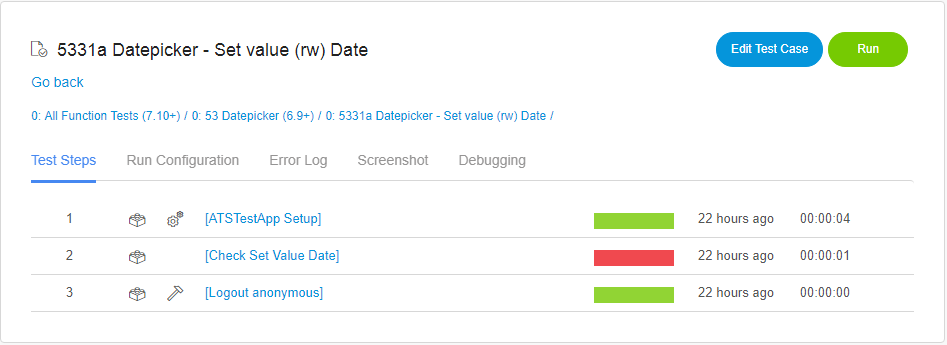 5331a Datepicker - Set value (rw) Date Edit Test Case Run
Go back
0: All Function Tests (7.10+) / 0: 53 Datepicker (6.9+) / 0: 5331a Datepicker - Set value (rw) Date /
Test Steps Run Configuration Error Log Screenshot Debugging
1 [ATSTestApp Setup] 22 hours ago 00:00:04
2 [Check Set Value Date] 22 hours ago 00:00:01
3 [Logout anonymous] 22 hours ago 00:00:00